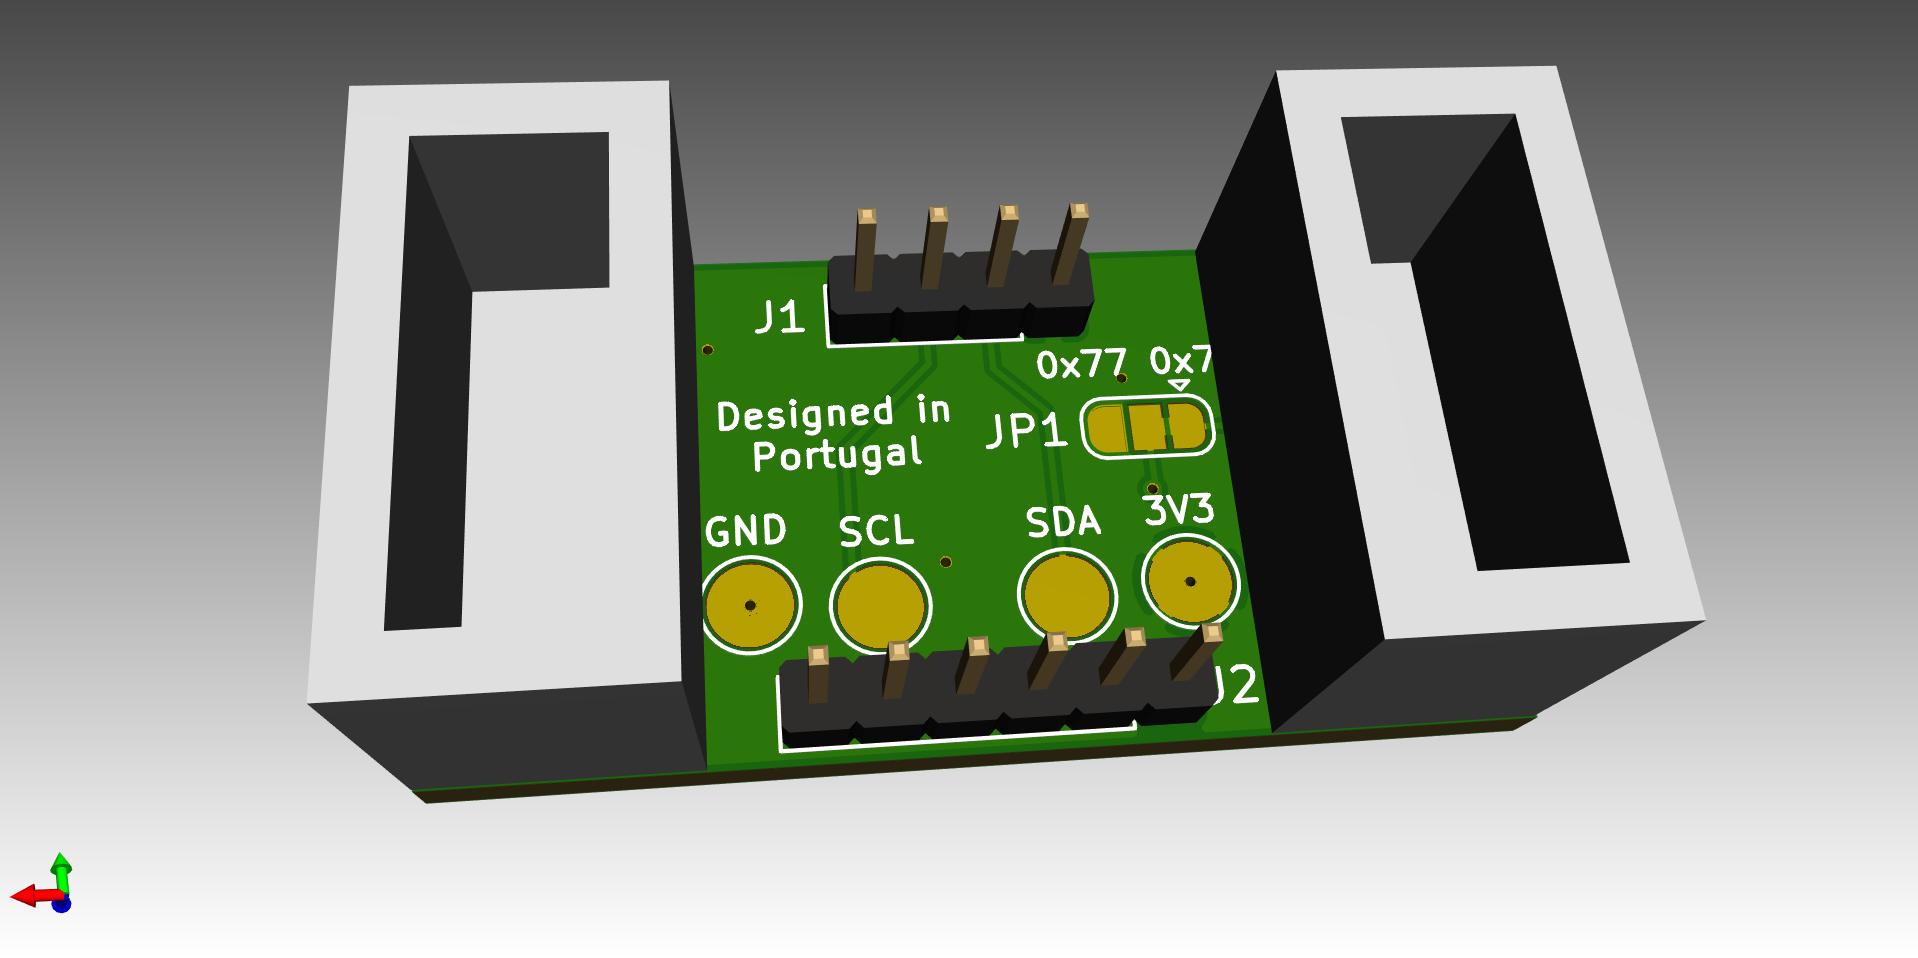 J1
0x77 0x7
Designed in
Portugal
JP1
GND SCL SDA 3V3
J2